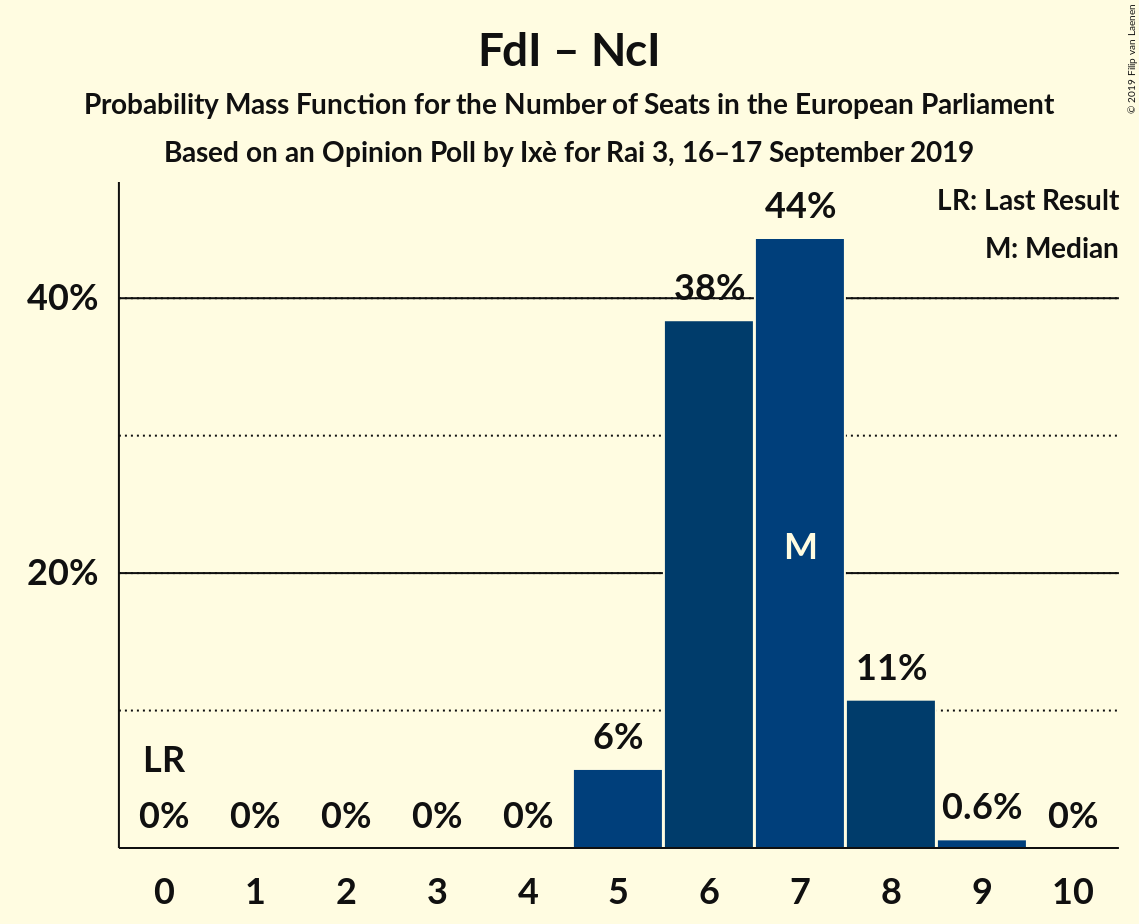 FdI – NcI
Probability Mass Function for the Number of Seats in the European Parliament
Based on an Opinion Poll by Ixè for Rai 3, 16–17 September 2019
© 2019 Filip van Laenen
LR: Last Result
M: Median
44%
38%
40%
M
20%
11%
6%
LR
0% 0% 0% 0% 0% 0.6% 0%
0 1 2 3 4 5 6 7 8 9 10